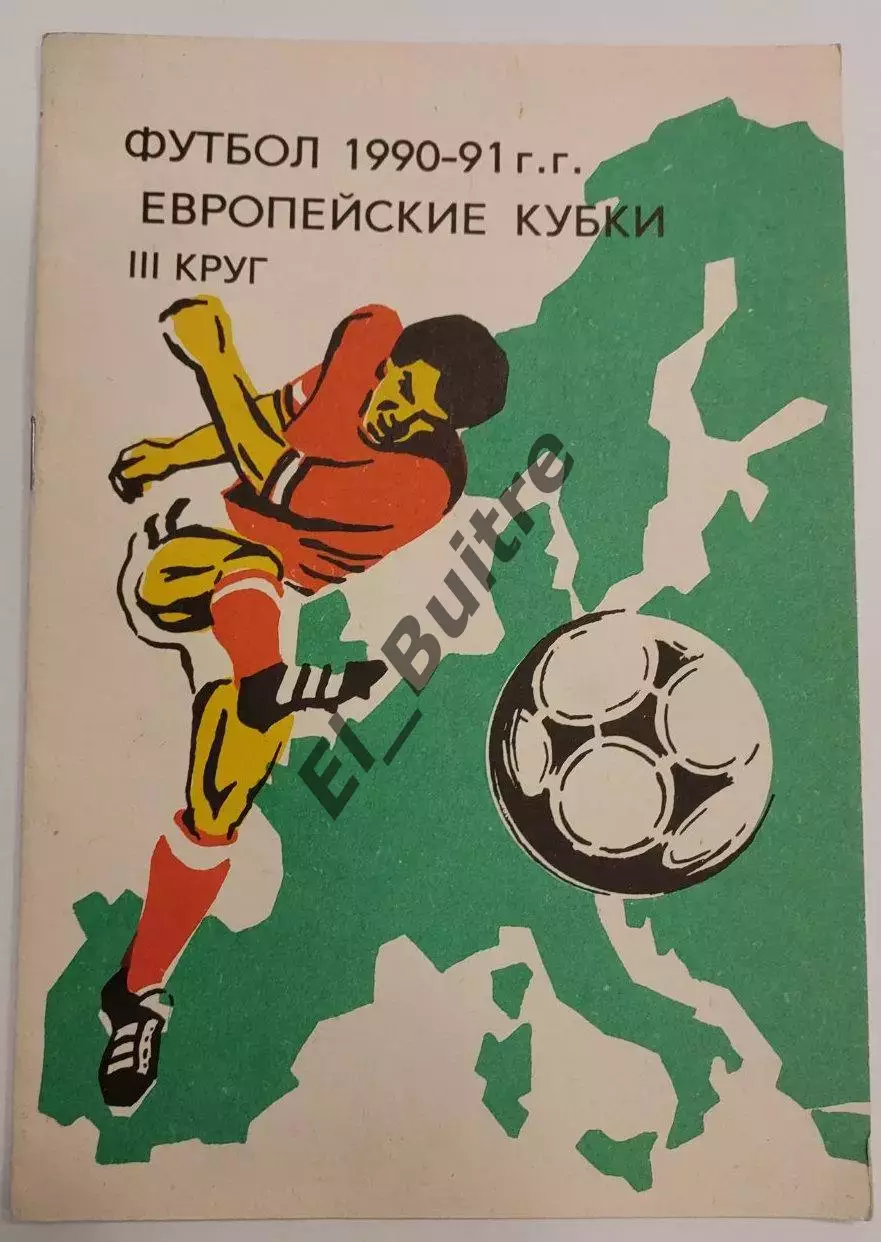 ФУТБОЛ 1990-91 г.г.
ЕВРОПЕЙСКИЕ КУБКИ
III КРУГ
El_Buitre